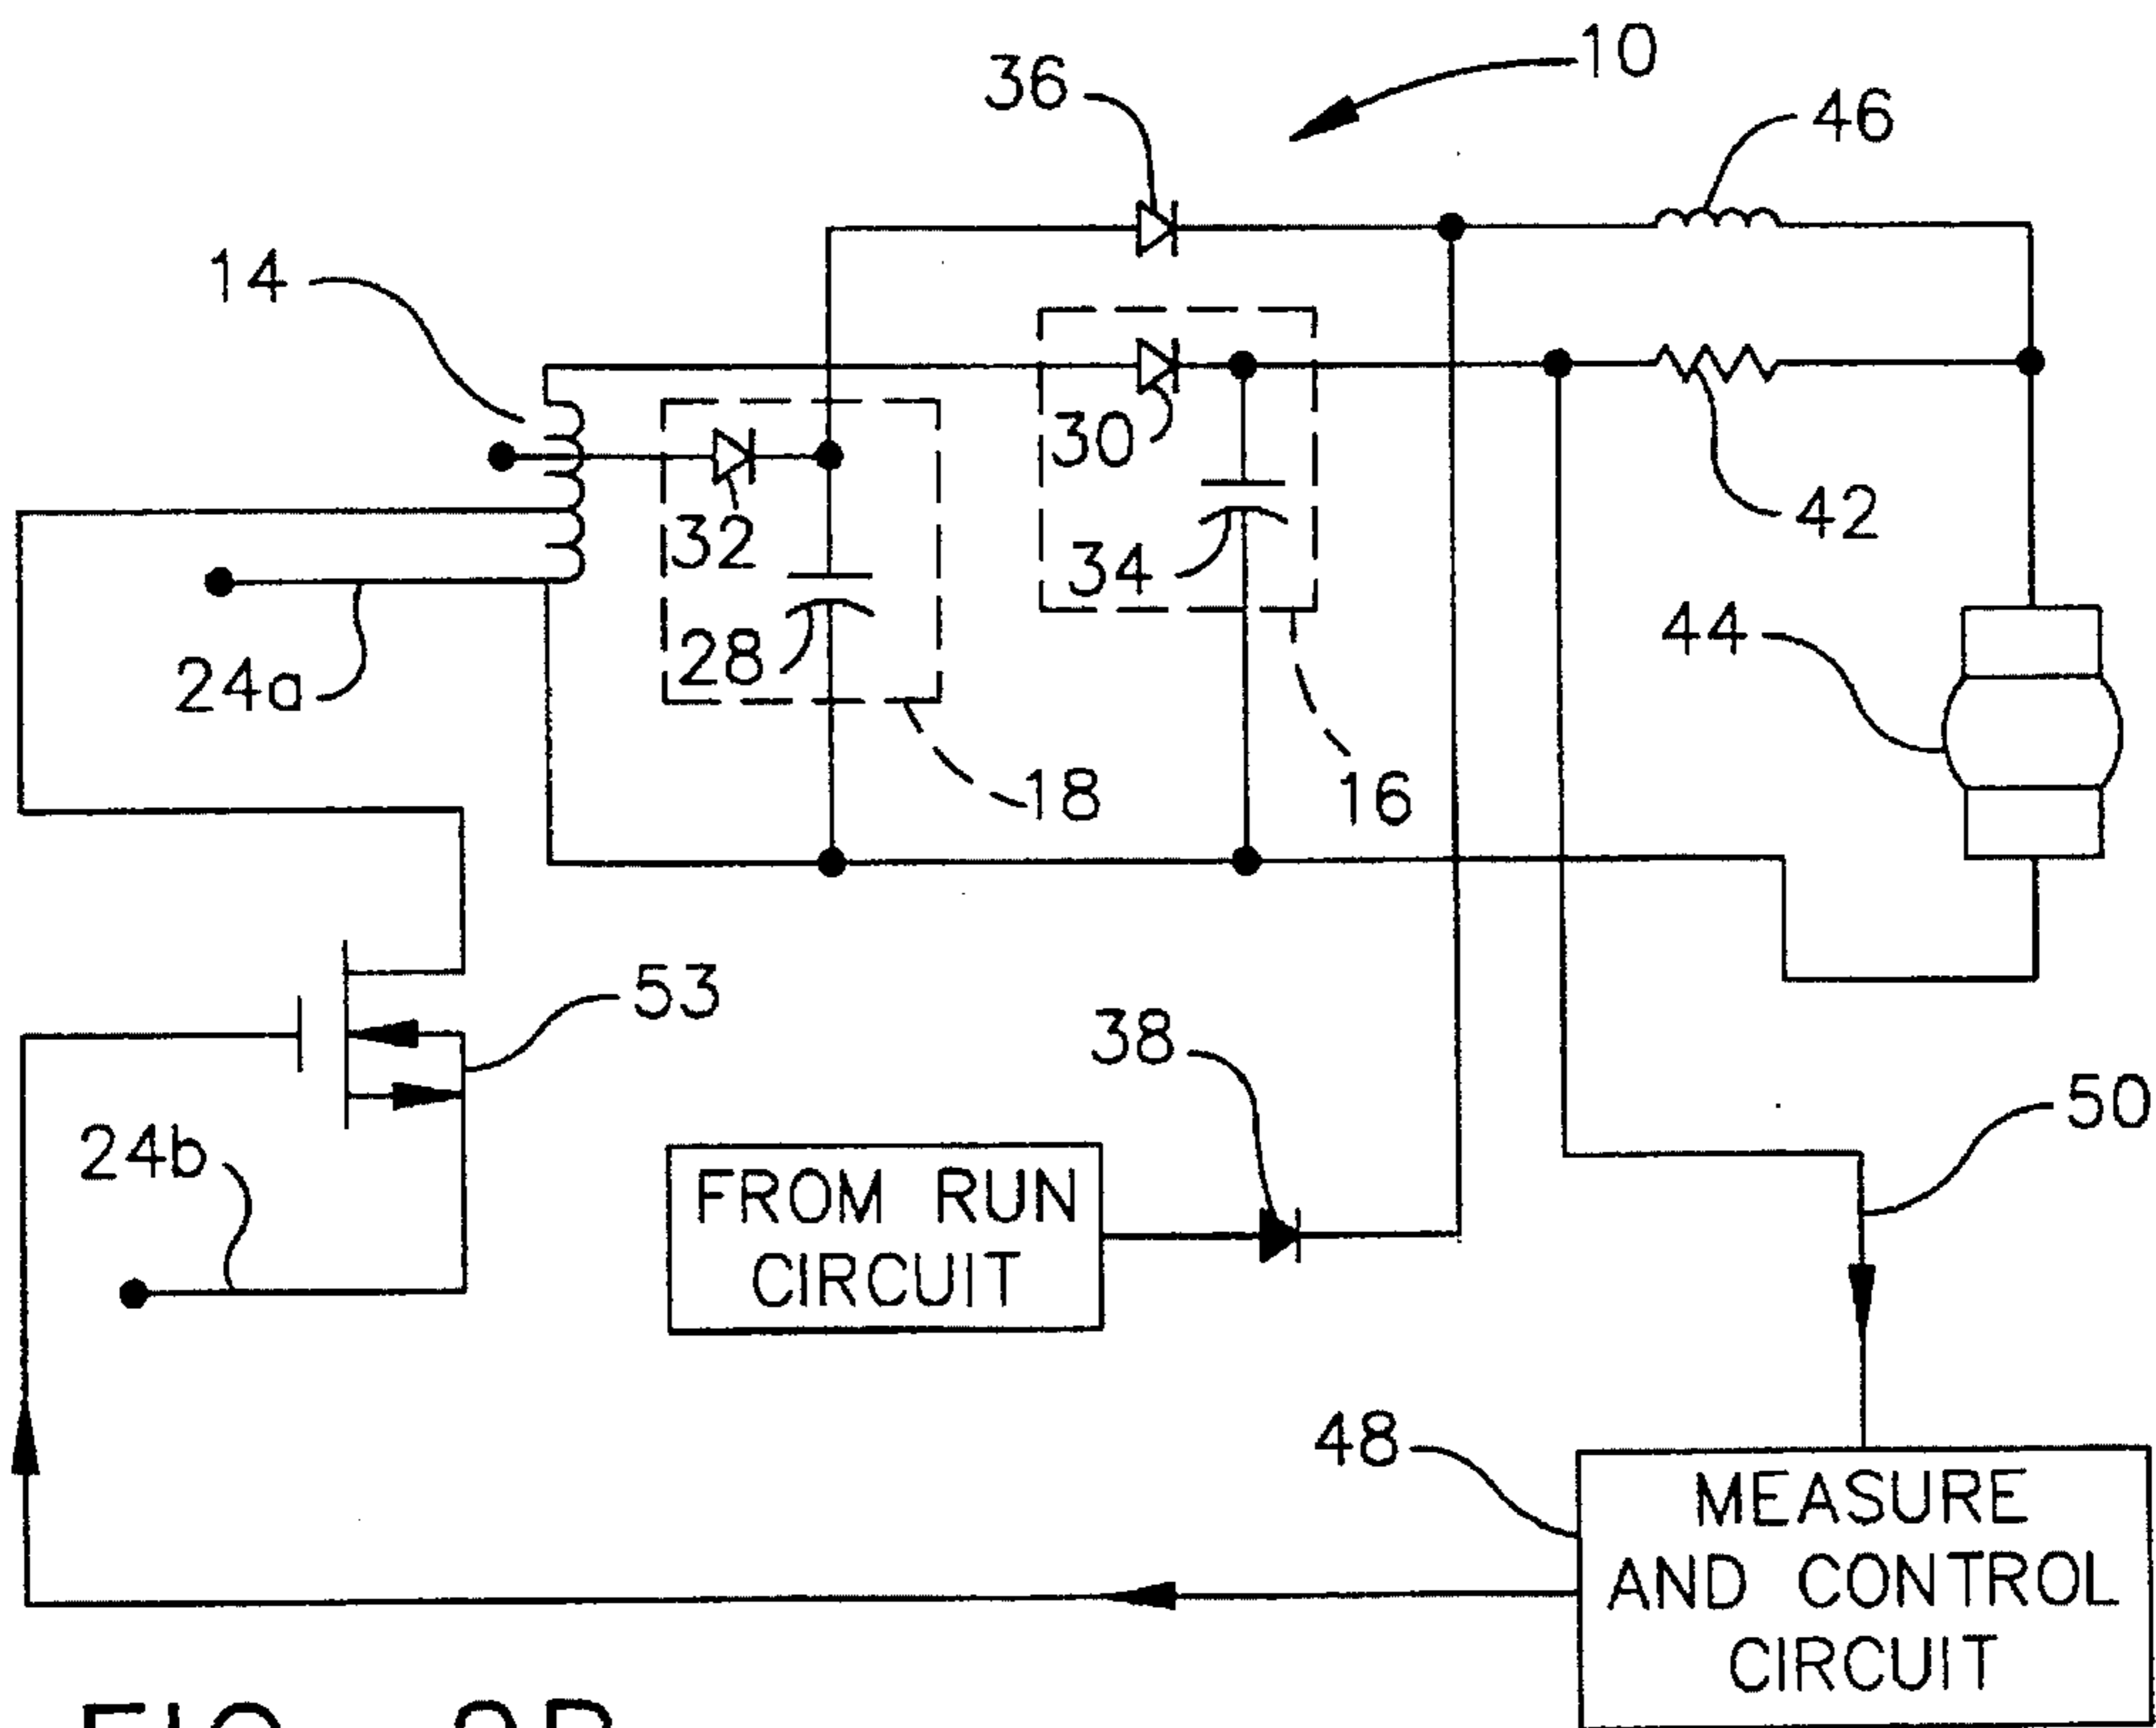 10
36
46
14
30
32
42
34
28
44
24a
18
16
53
38
50
24b
FROM RUN
CIRCUIT
48
MEASURE
AND CONTROL
CIRCUIT